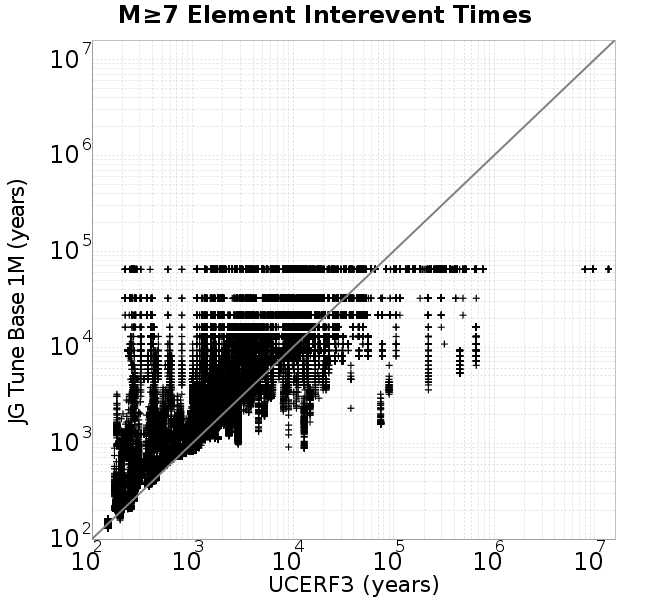 M≥7 Element Interevent Times
JG Tune Base 1M (years)
10^7
10^6
10^5
10^4
10^3
10^2
10^2 10^3 10^4 10^5 10^6 10^7
UCERF3 (years)